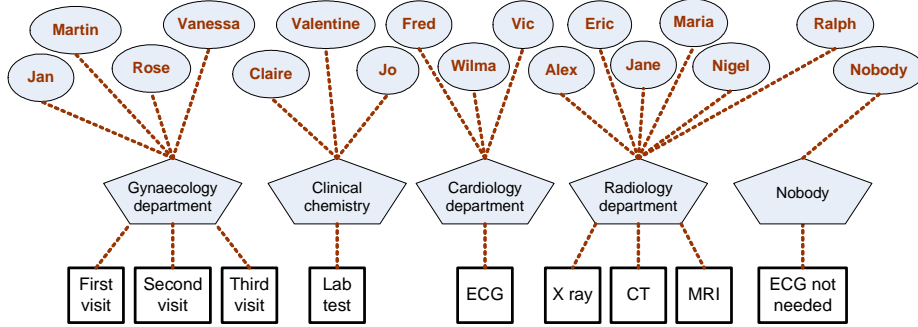 Martin
Vanessa
Valentine
Fred
Vic
Eric
Maria
Ralph
Jan
Rose
Claire
Jo
Wilma
Alex
Jane
Nigel
Nobody
Gynaecology
department
Clinical
chemistry
Cardiology
department
Radiology
department
Nobody
First
visit
Second
visit
Third
visit
Lab
test
ECG
X ray
CT
MRI
ECG not
needed